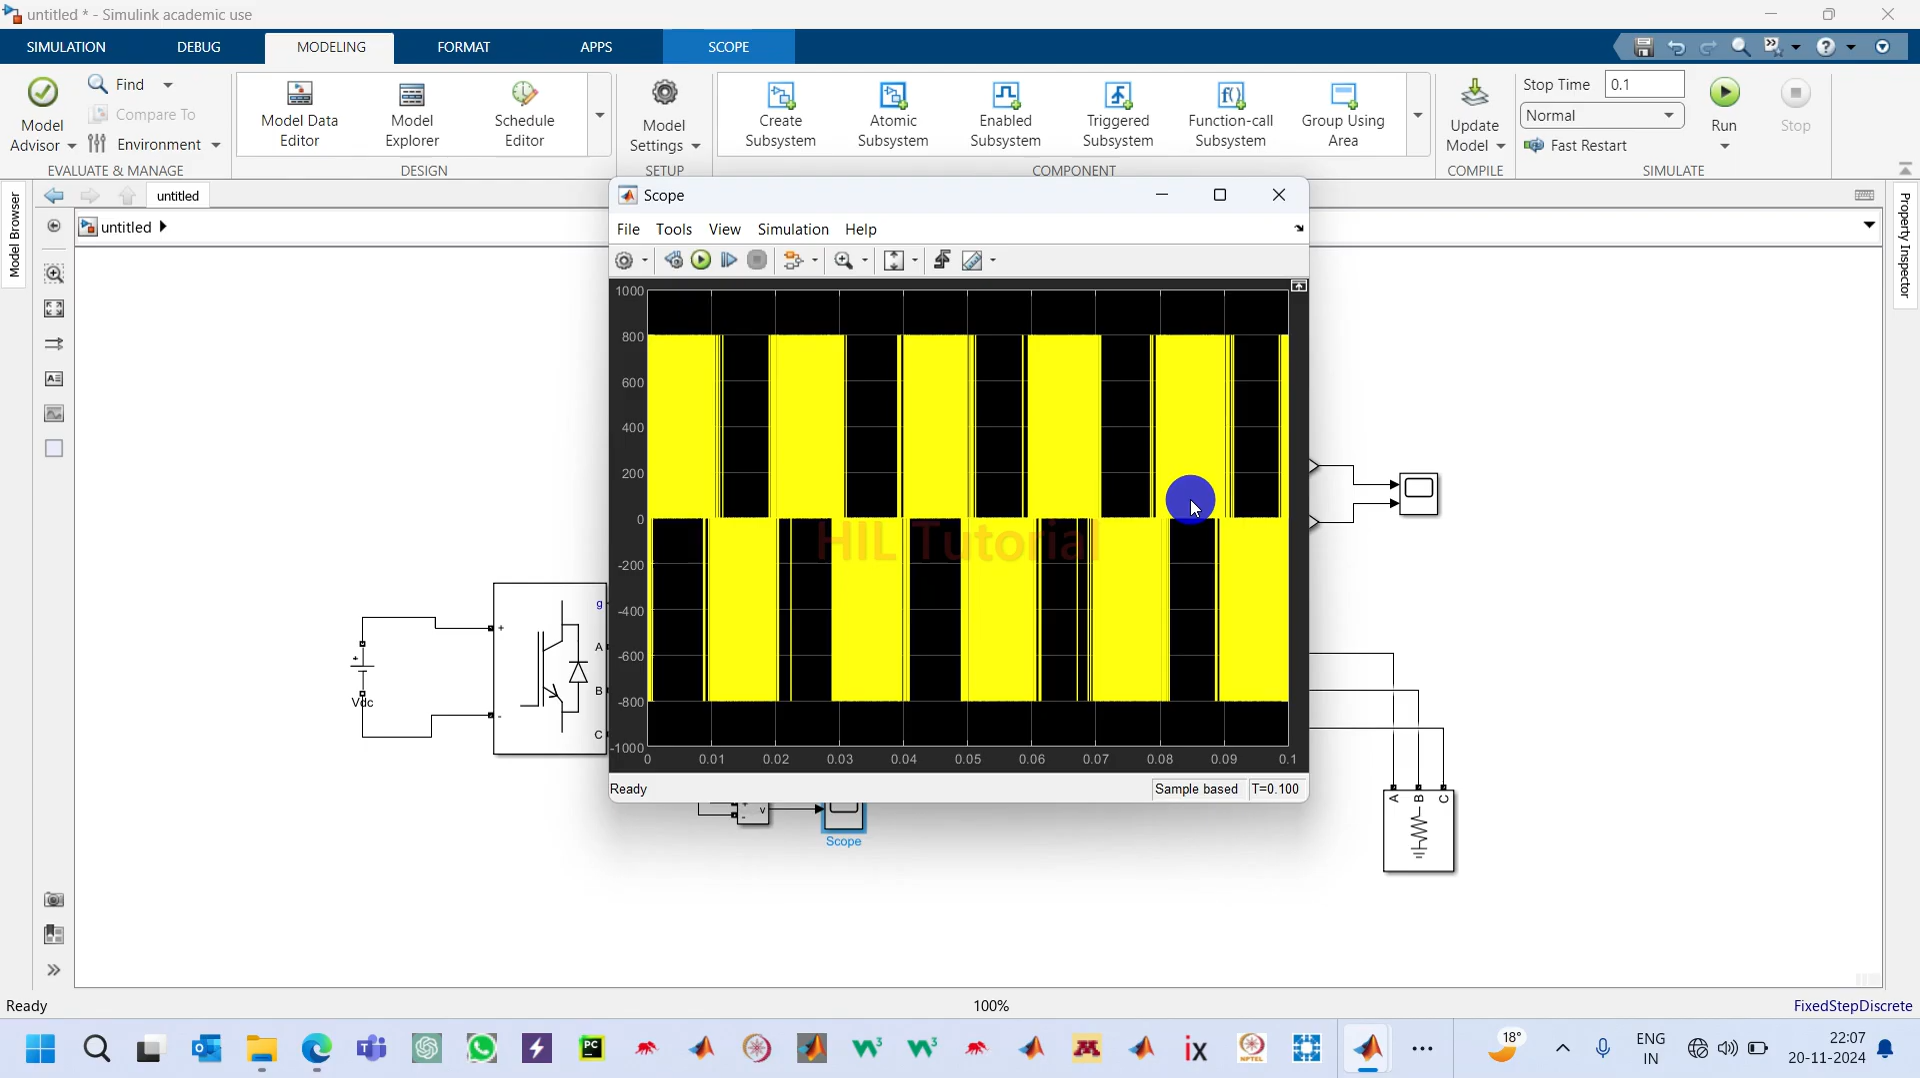 untitled * - Simulink academic use
SIMULATION DEBUG MODELING FORMAT APPS SCOPE
Model Advisor
Find
Compare To
Environment
EVALUATE & MANAGE
Model Data Editor
Model Explorer
Schedule Editor
DESIGN
Model Settings
SETUP
Create Subsystem
Atomic Subsystem
Enabled Subsystem
Triggered Subsystem
Function-call Subsystem
Group Using Area
COMPONENT
Update Model
COMPILE
Stop Time 0.1
Normal
Fast Restart
Run
Stop
SIMULATE
Model Browser
untitled
untitled
Property Inspector
Scope
File Tools View Simulation Help
1000
800
600
400
200
0
-200
-400
-600
-800
-1000
0 0.01 0.02 0.03 0.04 0.05 0.06 0.07 0.08 0.09 0.1
HIL Tutorial
Ready Sample based T=0.100
Vdc
+
+
-
g
A
B
C
+
-
v
Scope
A B C
Ready 100% FixedStepDiscrete
PC
ix
NPTEL
18°
ENG
IN
22:07
20-11-2024